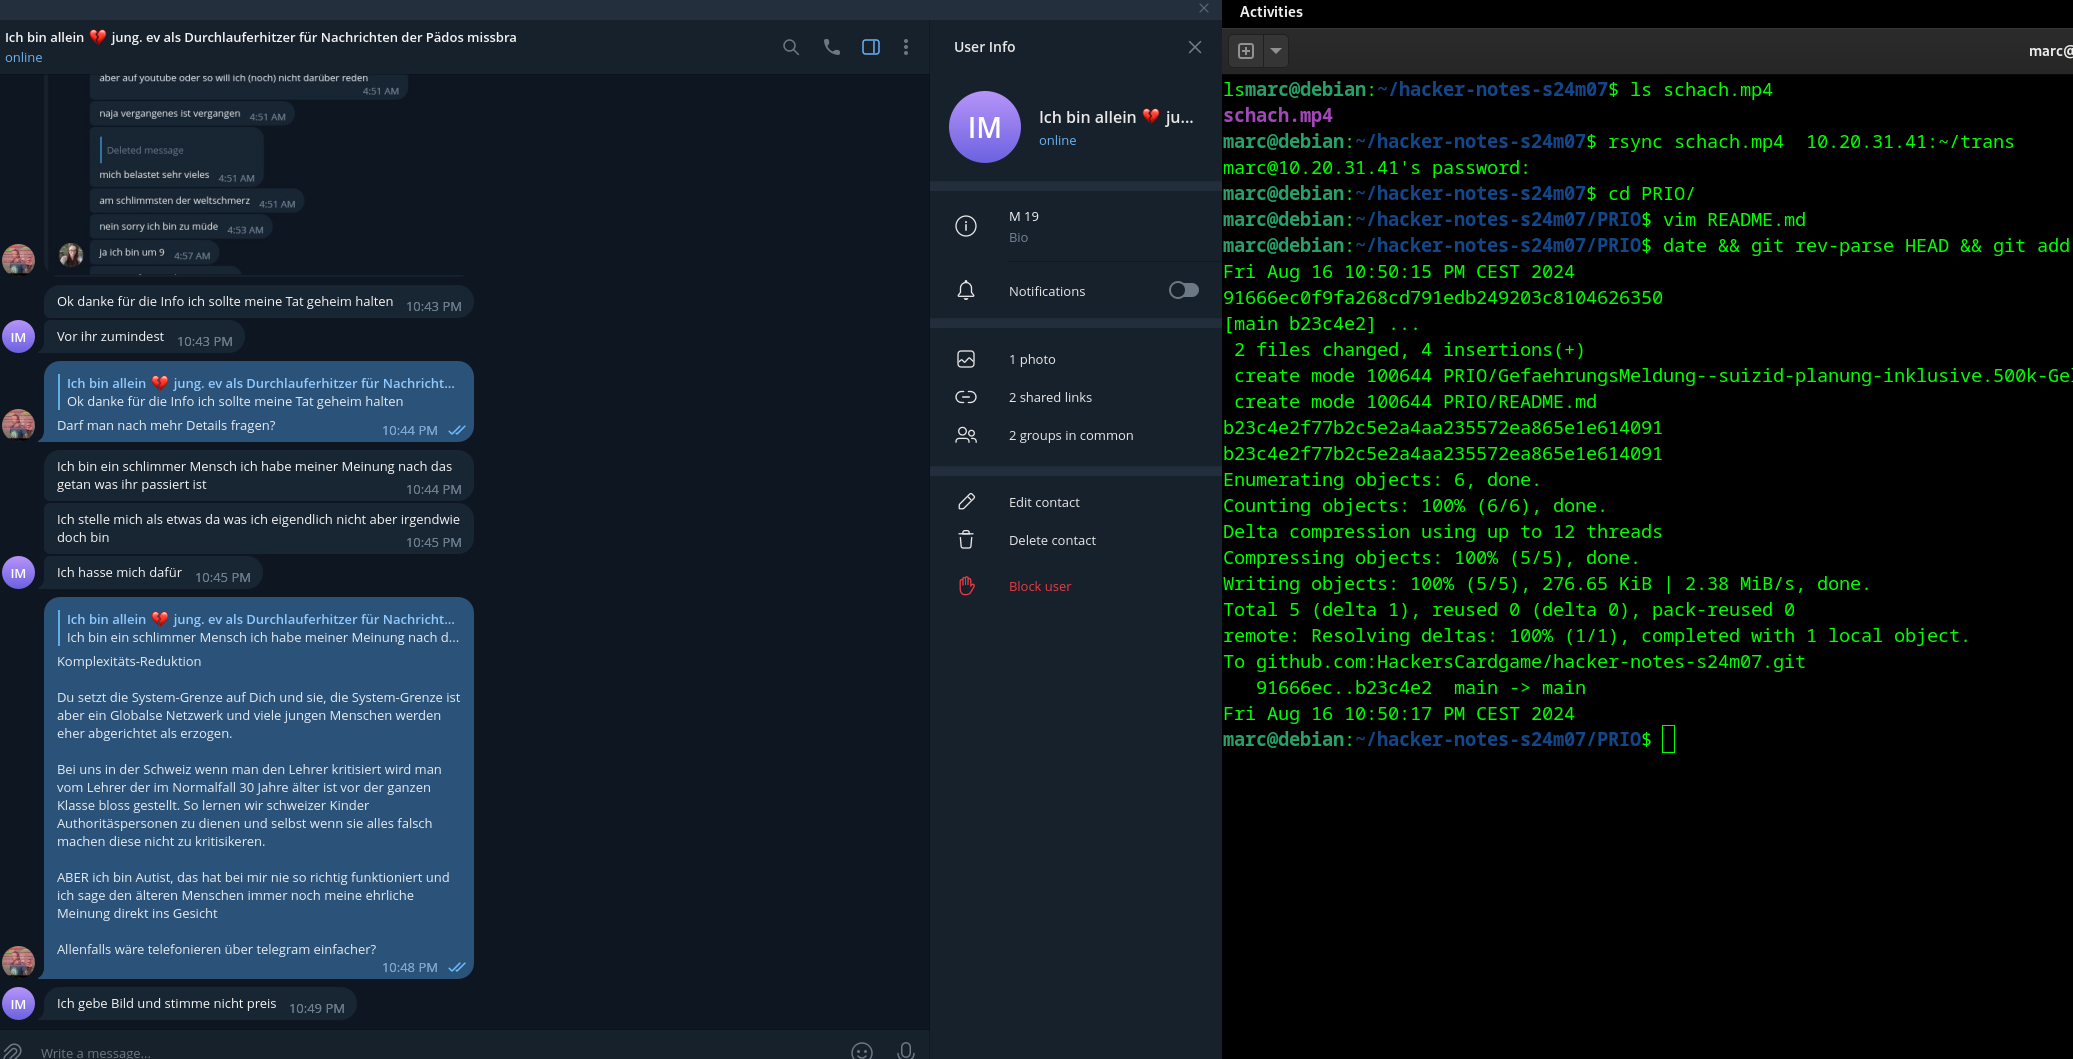 Ich bin allein 💔 jung. ev als Durchlauferhitzer für Nachrichten der Pädos missbra
online
aber auf youtube oder so will ich (noch) nicht darüber reden
4:51 AM
naja vergangenes ist vergangen 4:51 AM
Deleted message
mich belastet sehr vieles 4:51 AM
am schlimmsten der weltschmerz 4:51 AM
nein sorry ich bin zu müde 4:53 AM
ja ich bin um 9 4:57 AM
Ok danke für die Info ich sollte meine Tat geheim halten 10:43 PM
IM
Vor ihr zumindest 10:43 PM
Ich bin allein 💔 jung. ev als Durchlauferhitzer für Nachricht...
Ok danke für die Info ich sollte meine Tat geheim halten
Darf man nach mehr Details fragen? 10:44 PM
Ich bin ein schlimmer Mensch ich habe meiner Meinung nach das
getan was ihr passiert ist 10:44 PM
Ich stelle mich als etwas da was ich eigendlich nicht aber irgendwie
doch bin 10:45 PM
IM
Ich hasse mich dafür 10:45 PM
Ich bin allein 💔 jung. ev als Durchlauferhitzer für Nachricht...
Ich bin ein schlimmer Mensch ich habe meiner Meinung nach d...
Komplexitäts-Reduktion
Du setzt die System-Grenze auf Dich und sie, die System-Grenze ist
aber ein Globalse Netzwerk und viele jungen Menschen werden
eher abgerichtet als erzogen.
Bei uns in der Schweiz wenn man den Lehrer kritisiert wird man
vom Lehrer der im Normalfall 30 Jahre älter ist vor der ganzen
Klasse bloss gestellt. So lernen wir schweizer Kinder
Authoritäspersonen zu dienen und selbst wenn sie alles falsch
machen diese nicht zu kritisikeren.
ABER ich bin Autist, das hat bei mir nie so richtig funktioniert und
ich sage den älteren Menschen immer noch meine ehrliche
Meinung direkt ins Gesicht
Allenfalls wäre telefonieren über telegram einfacher?
10:48 PM
IM
Ich gebe Bild und stimme nicht preis 10:49 PM
Write a message...
User Info
IM
Ich bin allein 💔 ju...
online
M 19
Bio
Notifications
1 photo
2 shared links
2 groups in common
Edit contact
Delete contact
Block user
Activities
marc@
lsmarc@debian:~/hacker-notes-s24m07$ ls schach.mp4
schach.mp4
marc@debian:~/hacker-notes-s24m07$ rsync schach.mp4  10.20.31.41:~/trans
marc@10.20.31.41's password:
marc@debian:~/hacker-notes-s24m07$ cd PRIO/
marc@debian:~/hacker-notes-s24m07/PRIO$ vim README.md
marc@debian:~/hacker-notes-s24m07/PRIO$ date && git rev-parse HEAD && git add
Fri Aug 16 10:50:15 PM CEST 2024
91666ec0f9fa268cd791edb249203c8104626350
[main b23c4e2] ...
 2 files changed, 4 insertions(+)
 create mode 100644 PRIO/GefaehrungsMeldung--suizid-planung-inklusive.500k-Ge
 create mode 100644 PRIO/README.md
b23c4e2f77b2c5e2a4aa235572ea865e1e614091
b23c4e2f77b2c5e2a4aa235572ea865e1e614091
Enumerating objects: 6, done.
Counting objects: 100% (6/6), done.
Delta compression using up to 12 threads
Compressing objects: 100% (5/5), done.
Writing objects: 100% (5/5), 276.65 KiB | 2.38 MiB/s, done.
Total 5 (delta 1), reused 0 (delta 0), pack-reused 0
remote: Resolving deltas: 100% (1/1), completed with 1 local object.
To github.com:HackersCardgame/hacker-notes-s24m07.git
   91666ec..b23c4e2  main -> main
Fri Aug 16 10:50:17 PM CEST 2024
marc@debian:~/hacker-notes-s24m07/PRIO$